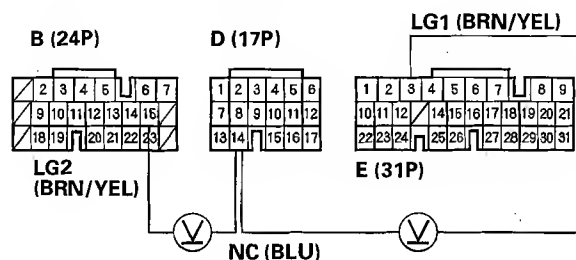 LG1 (BRN/YEL)
B (24P)
D (17P)
2 3 4 5 6 7
1 2 3 4 5 6
1 2 3 4 5 6 7 8 9
9 10 11 12 13 14 15
7 8 9 10 11 12
10 11 12 14 15 16 17 18 19 20 21
18 19 20 21 22 23
13 14 15 16 17
22 23 24 25 26 27 28 29 30 31
LG2
(BRN/YEL)
E (31P)
V
V
NC (BLU)